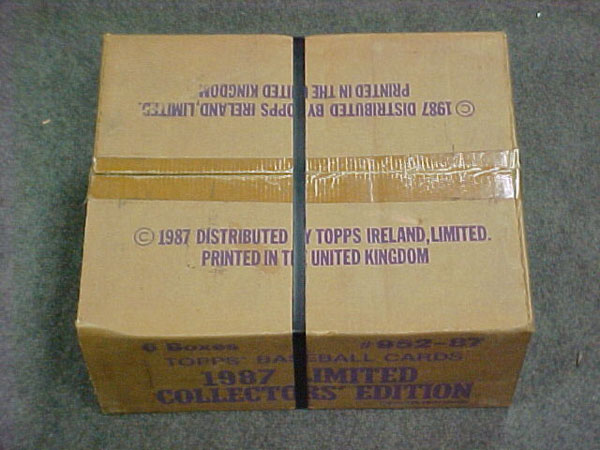 © 1987 DISTRIBUTED BY TOPPS IRELAND, LIMITED.
PRINTED IN THE UNITED KINGDOM
© 1987 DISTRIBUTED BY TOPPS IRELAND, LIMITED.
PRINTED IN THE UNITED KINGDOM
6 Boxes #952-87
TOPPS' BASEBALL CARDS
1987 LIMITED
COLLECTORS' EDITION